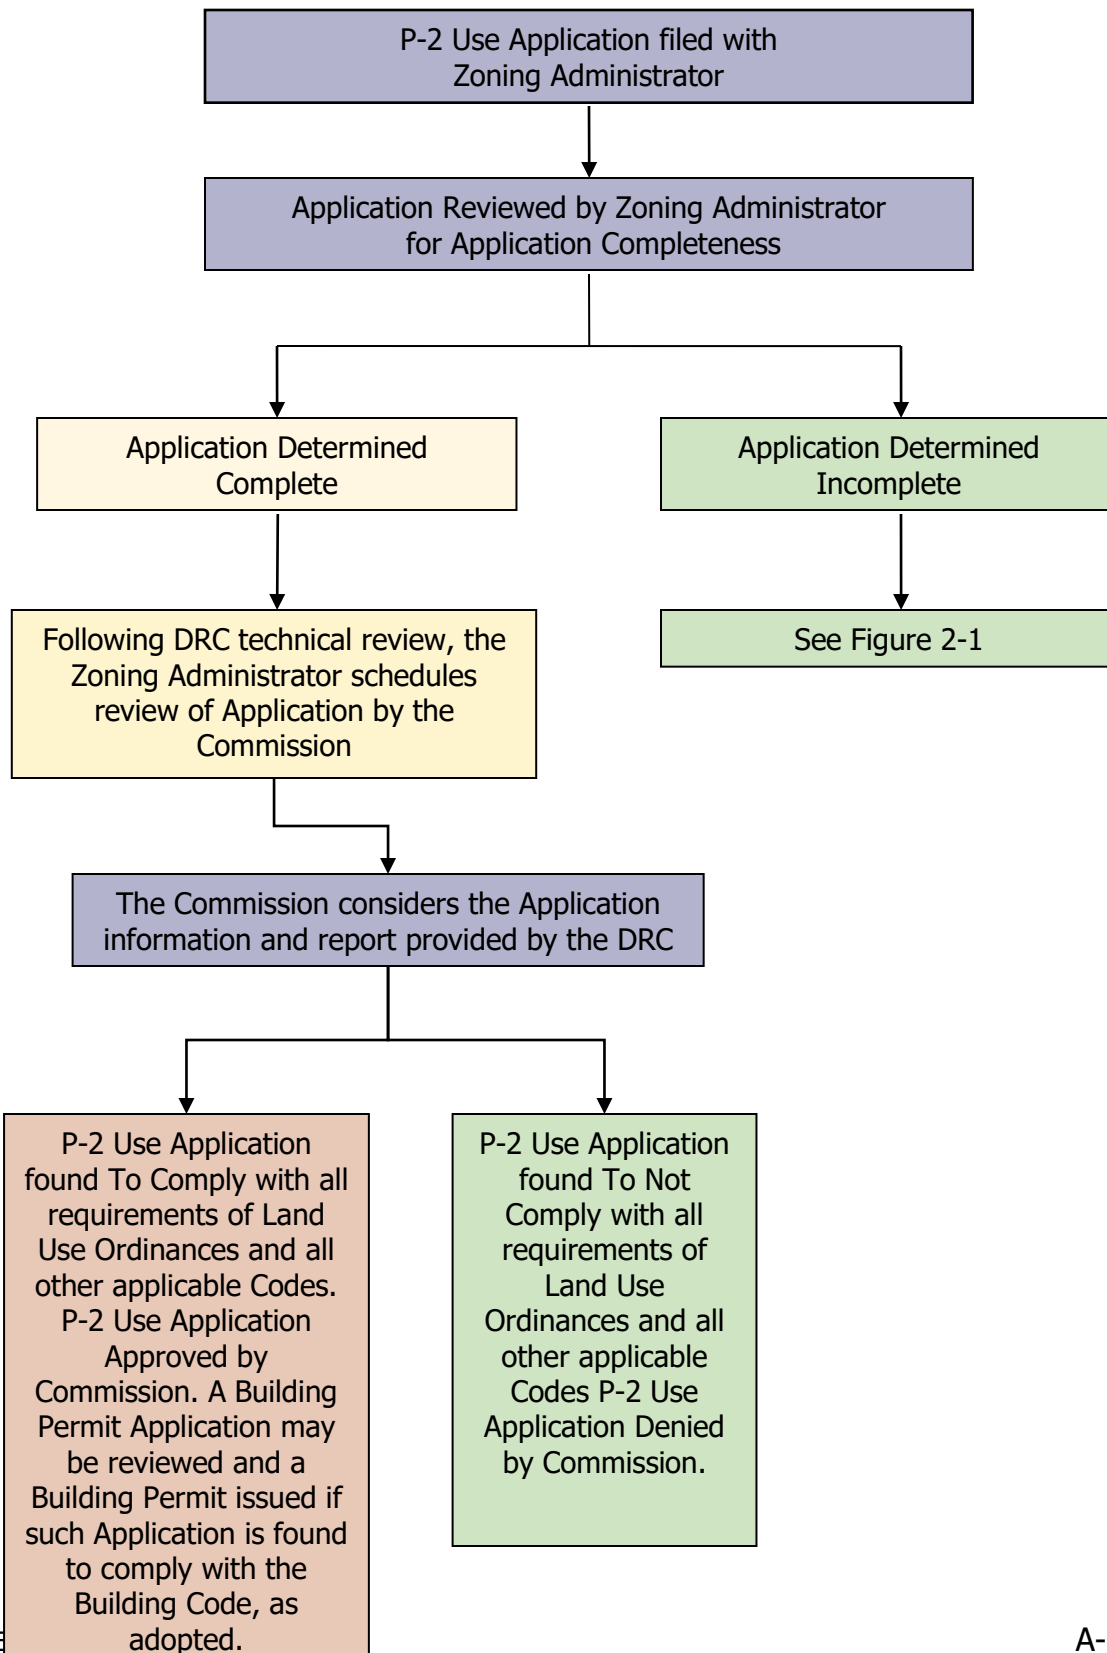 P-2 Use Application filed with
Zoning Administrator
Application Reviewed by Zoning Administrator
for Application Completeness
Application Determined
Complete
Application Determined
Incomplete
Following DRC technical review, the
Zoning Administrator schedules
review of Application by the
Commission
See Figure 2-1
The Commission considers the Application
information and report provided by the DRC
P-2 Use Application
found To Comply with all
requirements of Land
Use Ordinances and all
other applicable Codes.
P-2 Use Application
Approved by
Commission. A Building
Permit Application may
be reviewed and a
Building Permit issued if
such Application is found
to comply with the
Building Code, as
adopted.
P-2 Use Application
found To Not
Comply with all
requirements of
Land Use
Ordinances and all
other applicable
Codes P-2 Use
Application Denied
by Commission.
A-